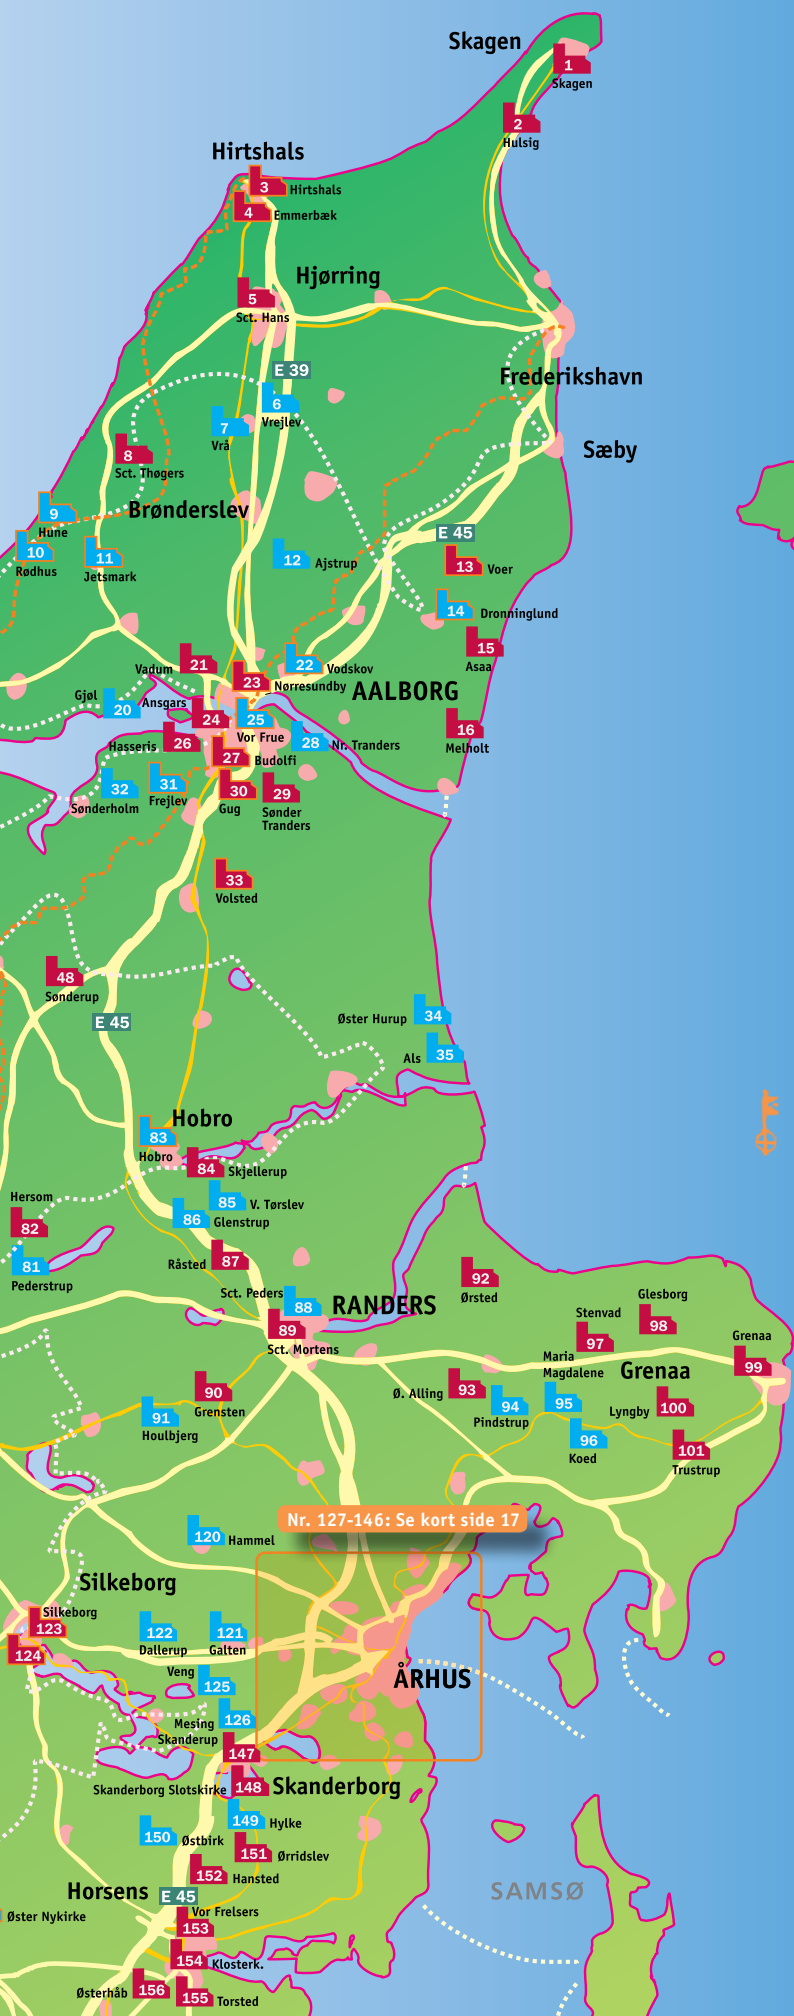 Skagen
1
Skagen
2
Hulsig
Hirtshals
3
Hirtshals
4
Emmerbæk
Hjørring
5
Sct. Hans
E 39
Frederikshavn
6
Vrejlev
7
Vrå
Sæby
8
Sct. Thøgers
9
Hune
Brønderslev
E 45
10
Rødhus
11
Jetsmark
12
Ajstrup
13
Voer
14
Dronninglund
15
Asaa
21
Vadum
22
Vodskov
23
Nørresundby
AALBORG
Gjøl
20
Ansgars
24
25
Vor Frue
16
Melholt
26
Hasseris
27
Budolfi
28
Nr. Tranders
32
Sønderholm
31
Frejlev
30
Gug
29
Sønder
Tranders
33
Volsted
48
Sønderup
E 45
34
Øster Hurup
35
Als
Hobro
83
Hobro
84
Skjellerup
85
V. Tørslev
86
Glenstrup
Hersom
82
81
Pederstrup
87
Råsted
92
Ørsted
Sct. Peders
88
RANDERS
89
Sct. Mortens
Glesborg
98
Stenvad
97
Grenaa
99
Maria
Magdalene
95
Grenaa
90
Grensten
91
Houlbjerg
Ø. Alling
93
94
Pindstrup
Lyngby
100
96
Koed
101
Trustrup
Nr. 127-146: Se kort side 17
120
Hammel
Silkeborg
Silkeborg
123
124
122
Dallerup
121
Galten
Veng
125
ÅRHUS
Mesing
126
Skanderup
147
Skanderborg Slotskirke
148
Skanderborg
149
Hylke
150
Østbirk
151
Ørridslev
152
Hansted
SAMSØ
Horsens
E 45
Øster Nykirke
Vor Frelsers
153
154
Klosterk.
Østerhåb
156
155
Torsted